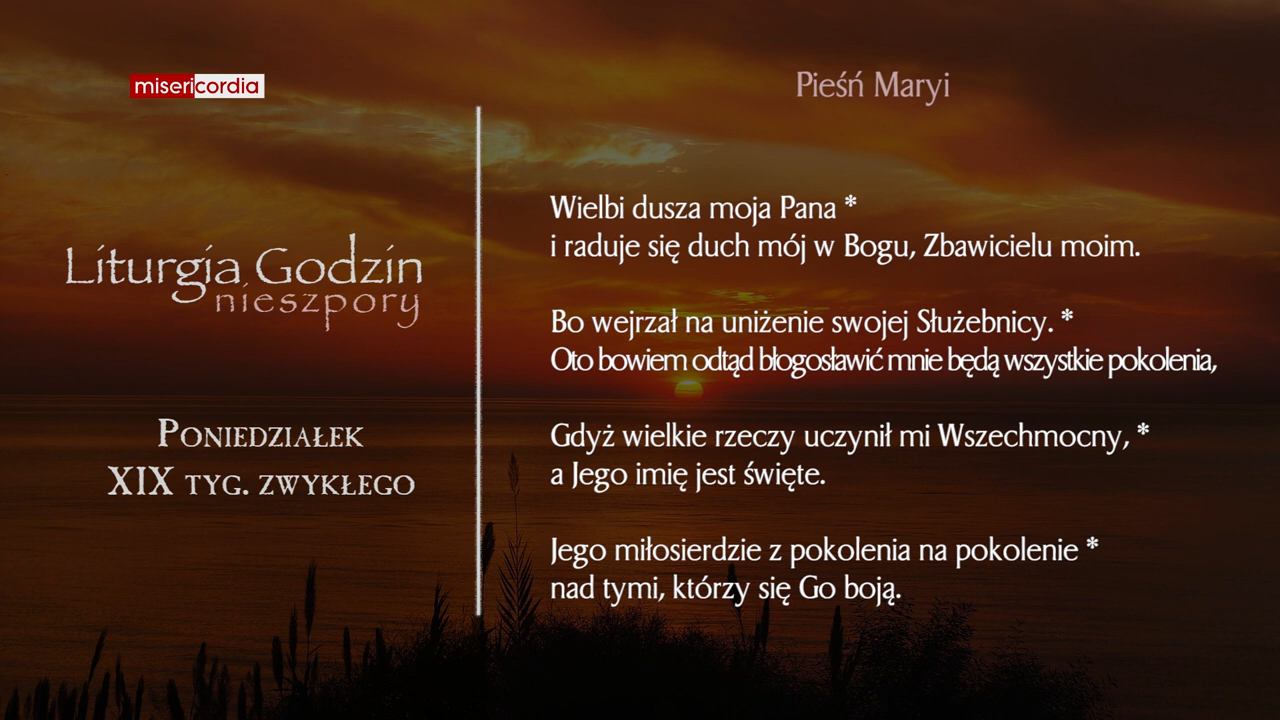 misericordia
Liturgia Godzin
nieszpory
Poniedziałek
XIX tyg. zwykłego
Pieśń Maryi
Wielbi dusza moja Pana *
i raduje się duch mój w Bogu, Zbawicielu moim.
Bo wejrzał na uniżenie swojej Służebnicy. *
Oto bowiem odtąd błogosławić mnie będą wszystkie pokolenia,
Gdyż wielkie rzeczy uczynił mi Wszechmocny, *
a Jego imię jest święte.
Jego miłosierdzie z pokolenia na pokolenie *
nad tymi, którzy się Go boją.